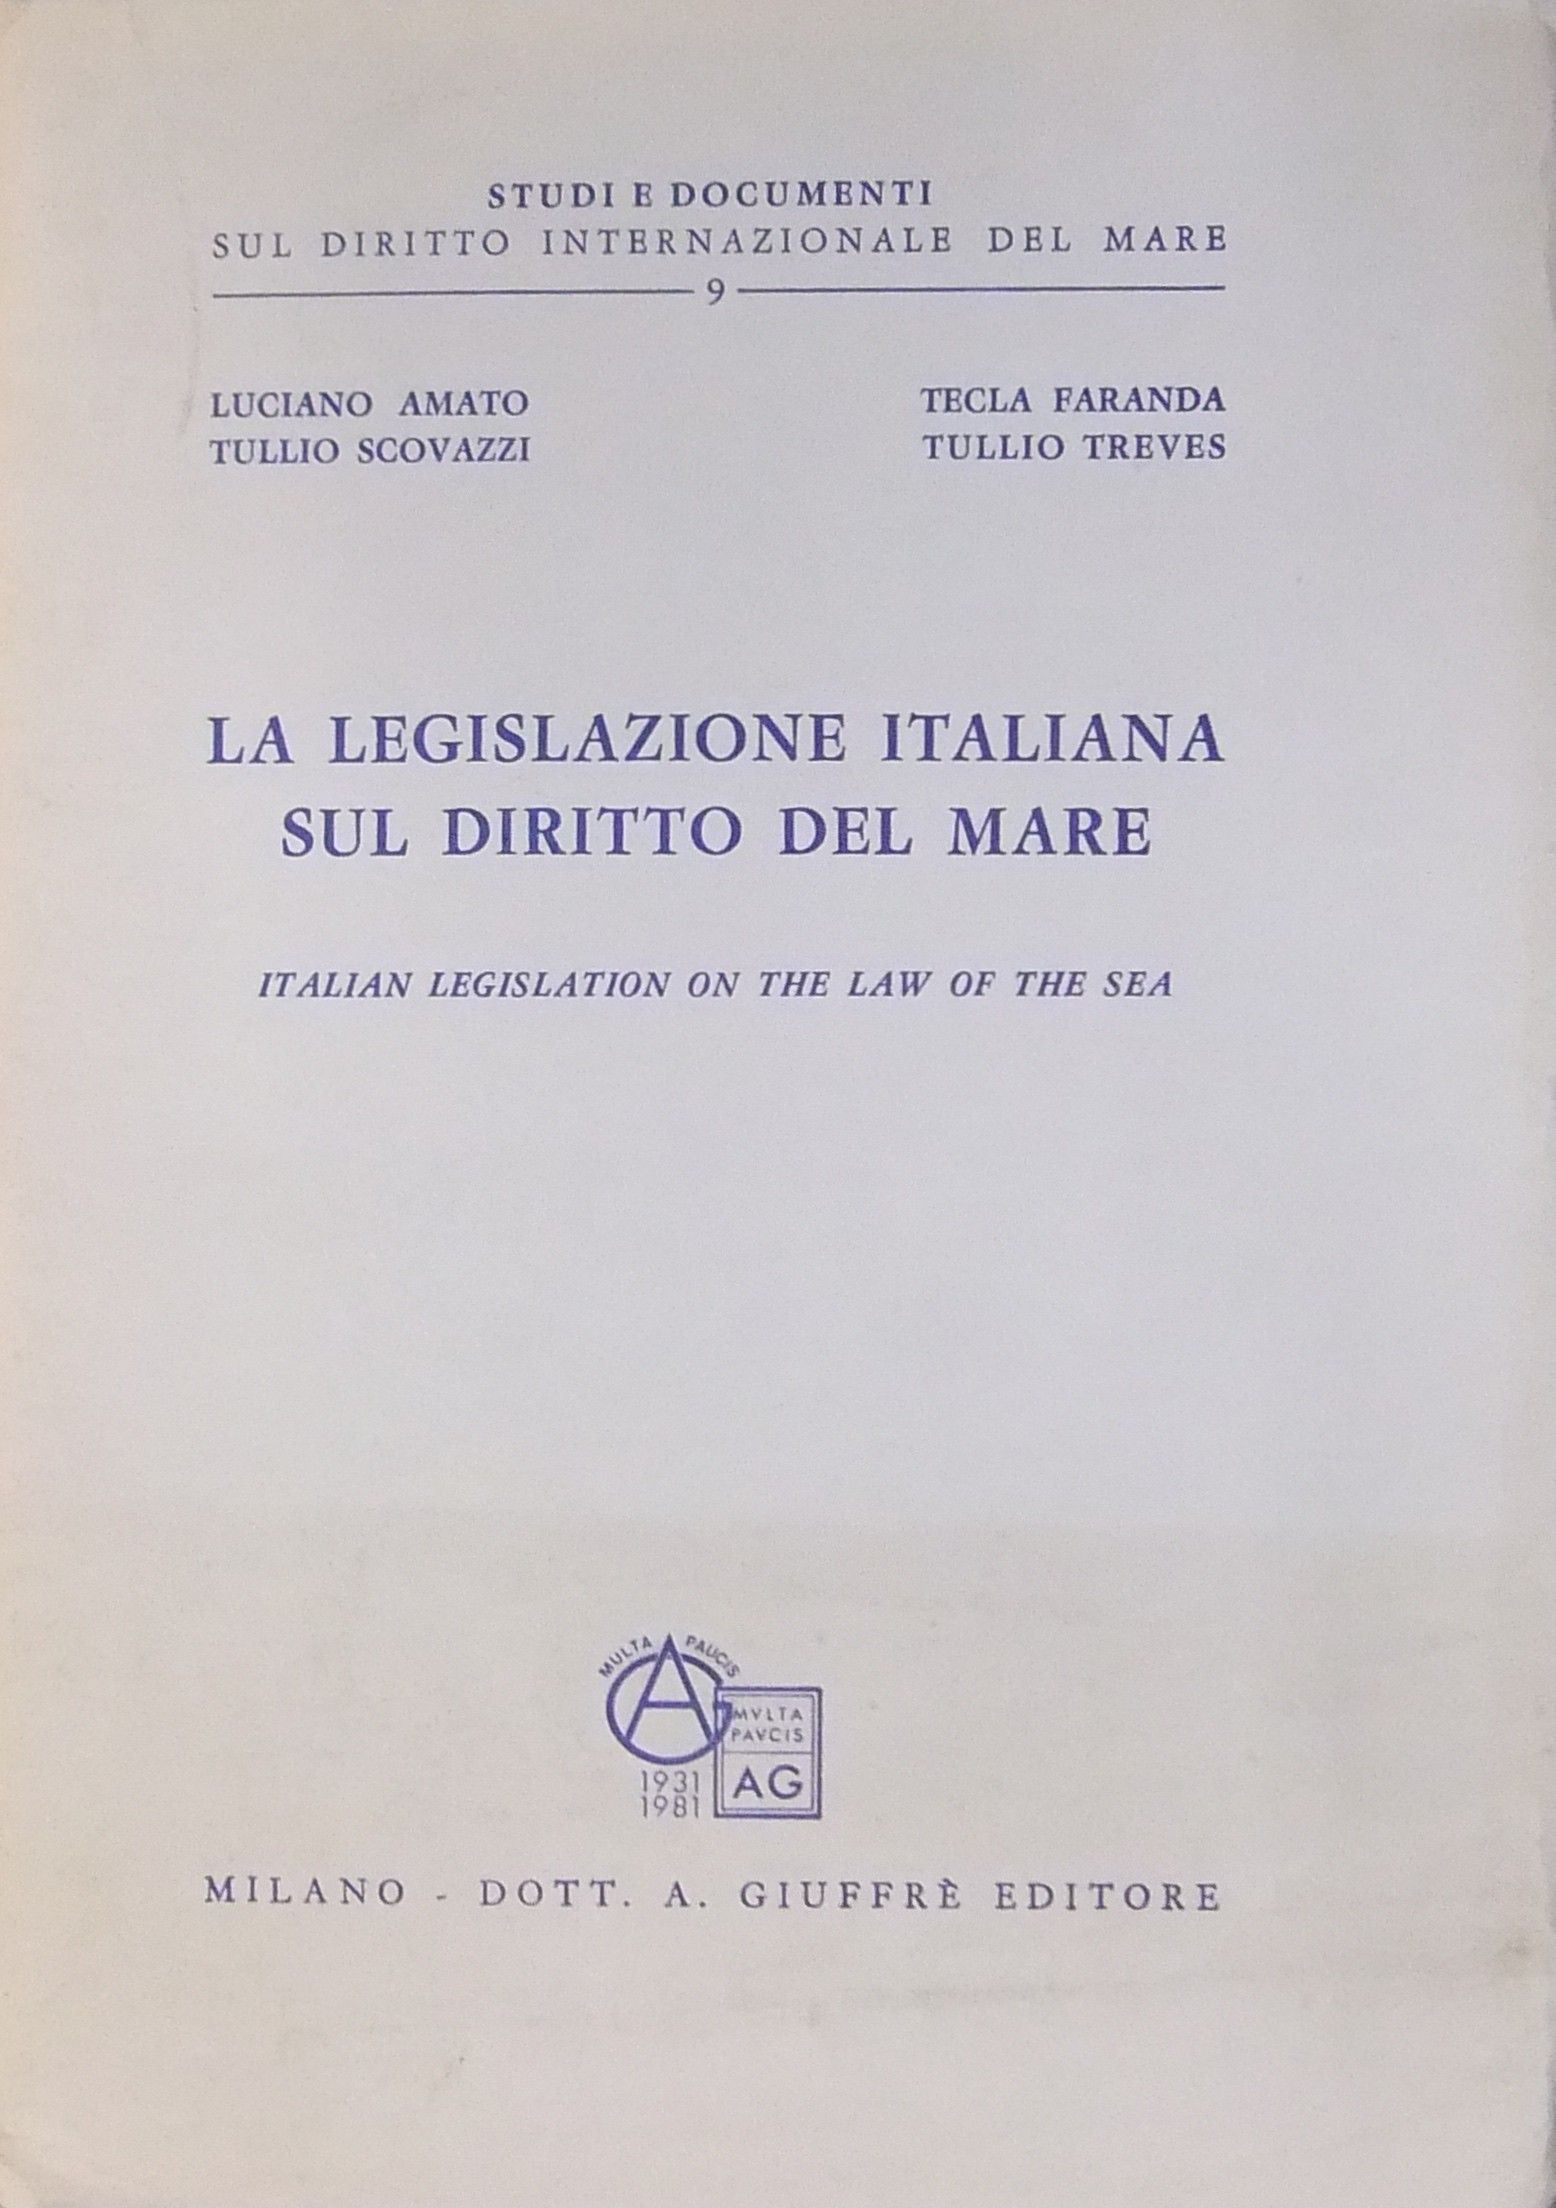 STUDI E DOCUMENTI
SUL DIRITTO INTERNAZIONALE DEL MARE
9
LUCIANO AMATO
TULLIO SCOVAZZI
TECLA FARANDA
TULLIO TREVES
LA LEGISLAZIONE ITALIANA
SUL DIRITTO DEL MARE
ITALIAN LEGISLATION ON THE LAW OF THE SEA
MULTA PAUCIS
AG
1931
1981
MVLTA
PAVCIS
AG
MILANO - DOTT. A. GIUFFRÈ EDITORE